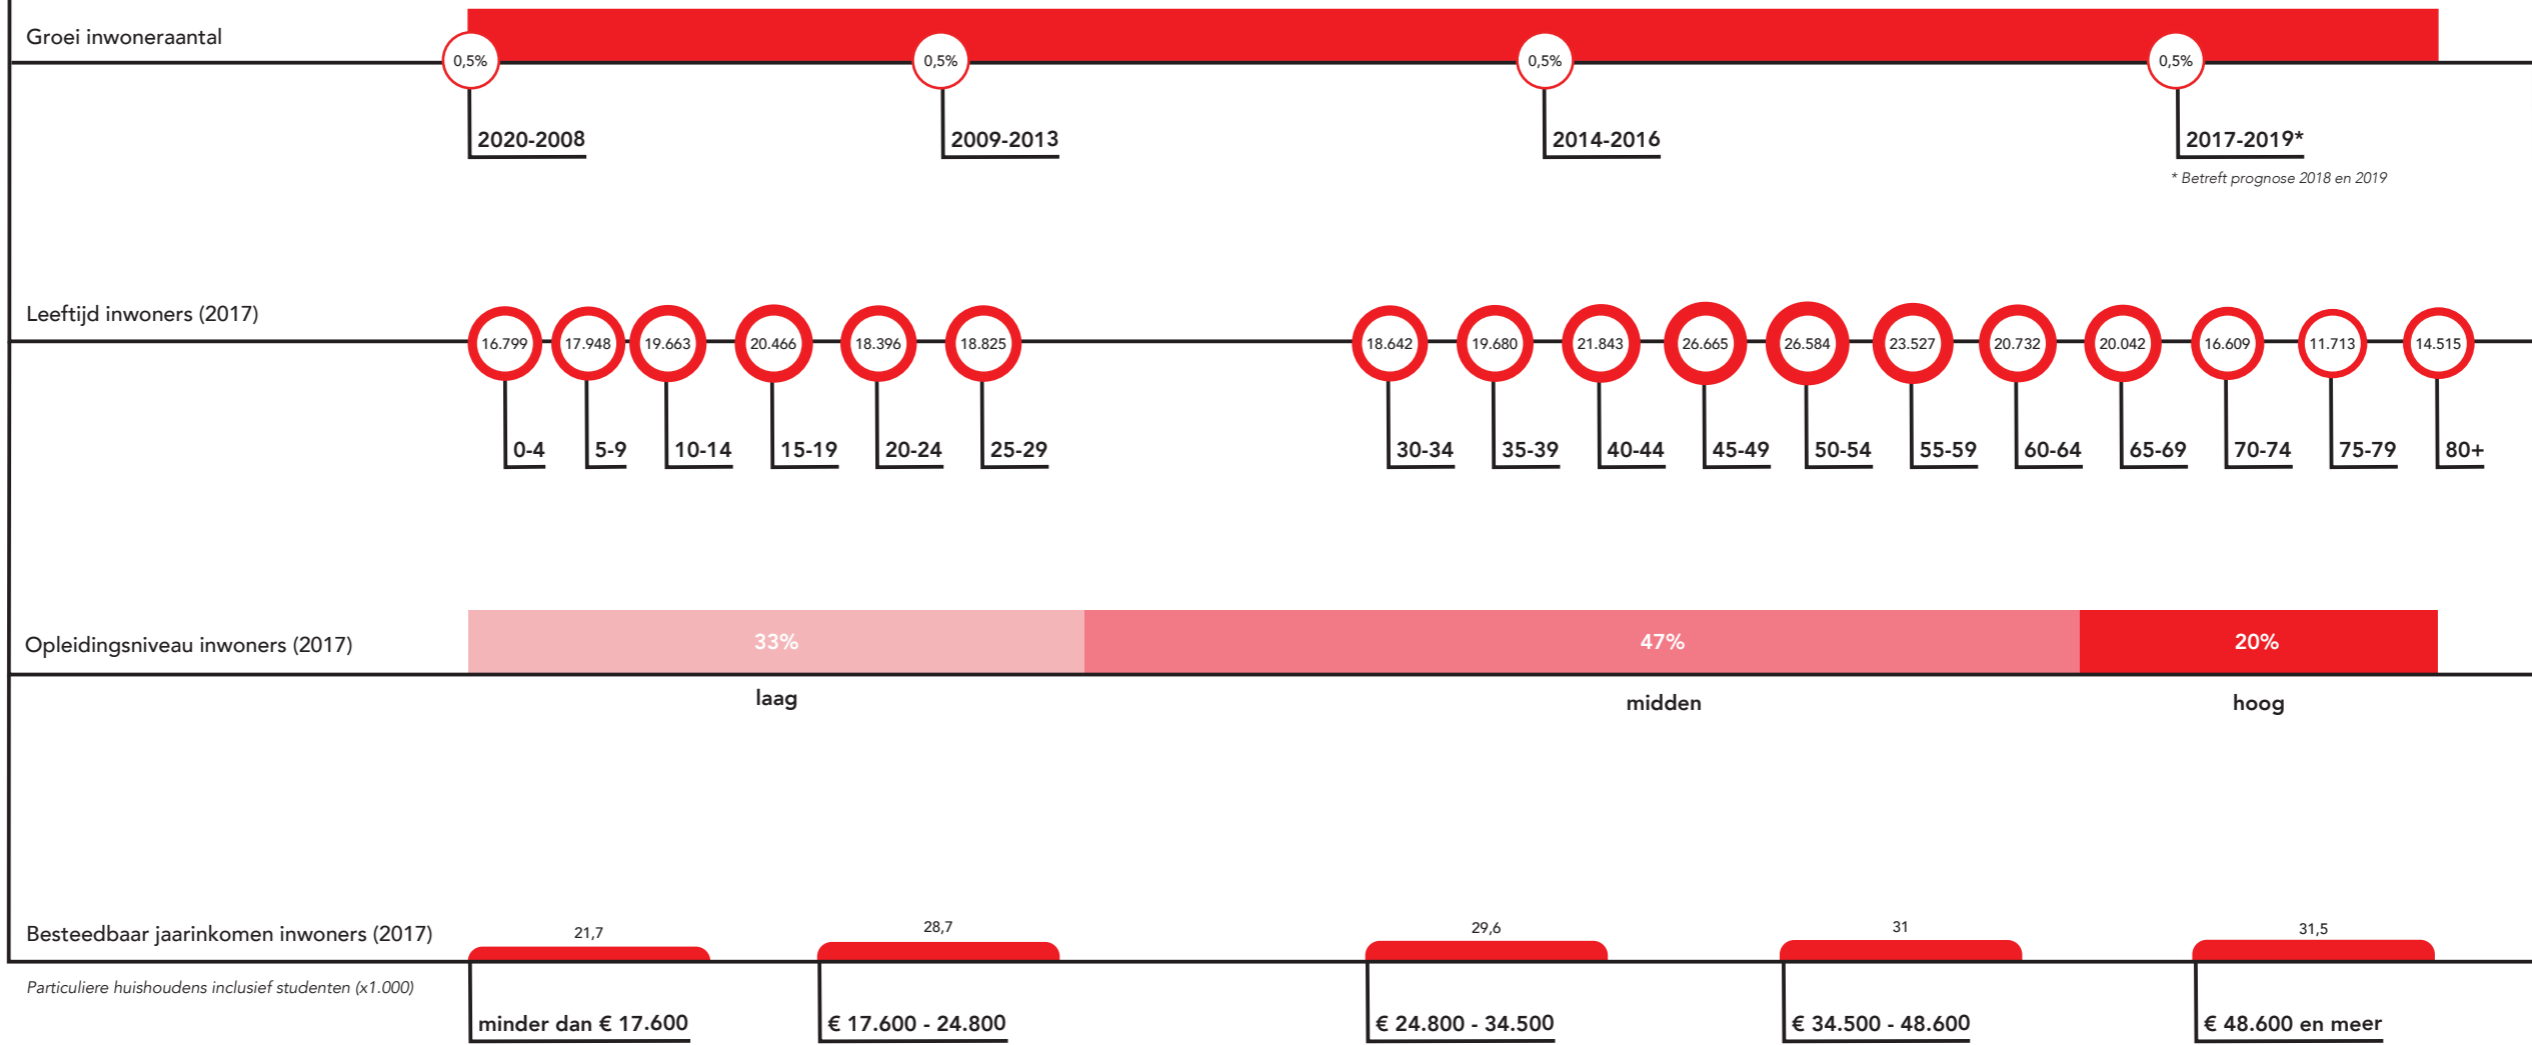 Groei inwoneraantal
0,5% 0,5% 0,5% 0,5%
2020-2008 2009-2013 2014-2016 2017-2019*
* Betreft prognose 2018 en 2019
Leeftijd inwoners (2017)
16.799 17.948 19.663 20.466 18.396 18.825 18.642 19.680 21.843 26.665 26.584 23.527 20.732 20.042 16.609 11.713 14.515
0-4 5-9 10-14 15-19 20-24 25-29 30-34 35-39 40-44 45-49 50-54 55-59 60-64 65-69 70-74 75-79 80+
Opleidingsniveau inwoners (2017)
33% 47% 20%
laag midden hoog
Besteedbaar jaarinkomen inwoners (2017)
21,7 28,7 29,6 31 31,5
Particuliere huishoudens inclusief studenten (x1.000)
minder dan € 17.600 € 17.600 - 24.800 € 24.800 - 34.500 € 34.500 - 48.600 € 48.600 en meer